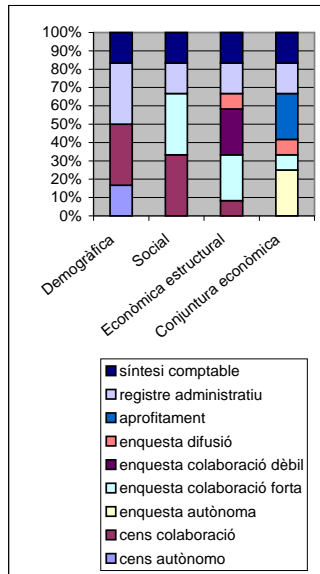 100%
90%
80%
70%
60%
50%
40%
30%
20%
10%
0%
Demogràfica
Social
Econòmica estructural
Conjuntura econòmica
síntesi comptable
registre administratiu
aprofitament
enquesta difusió
enquesta colaboració dèbil
enquesta colaboració forta
enquesta autònoma
cens colaboració
cens autònomo